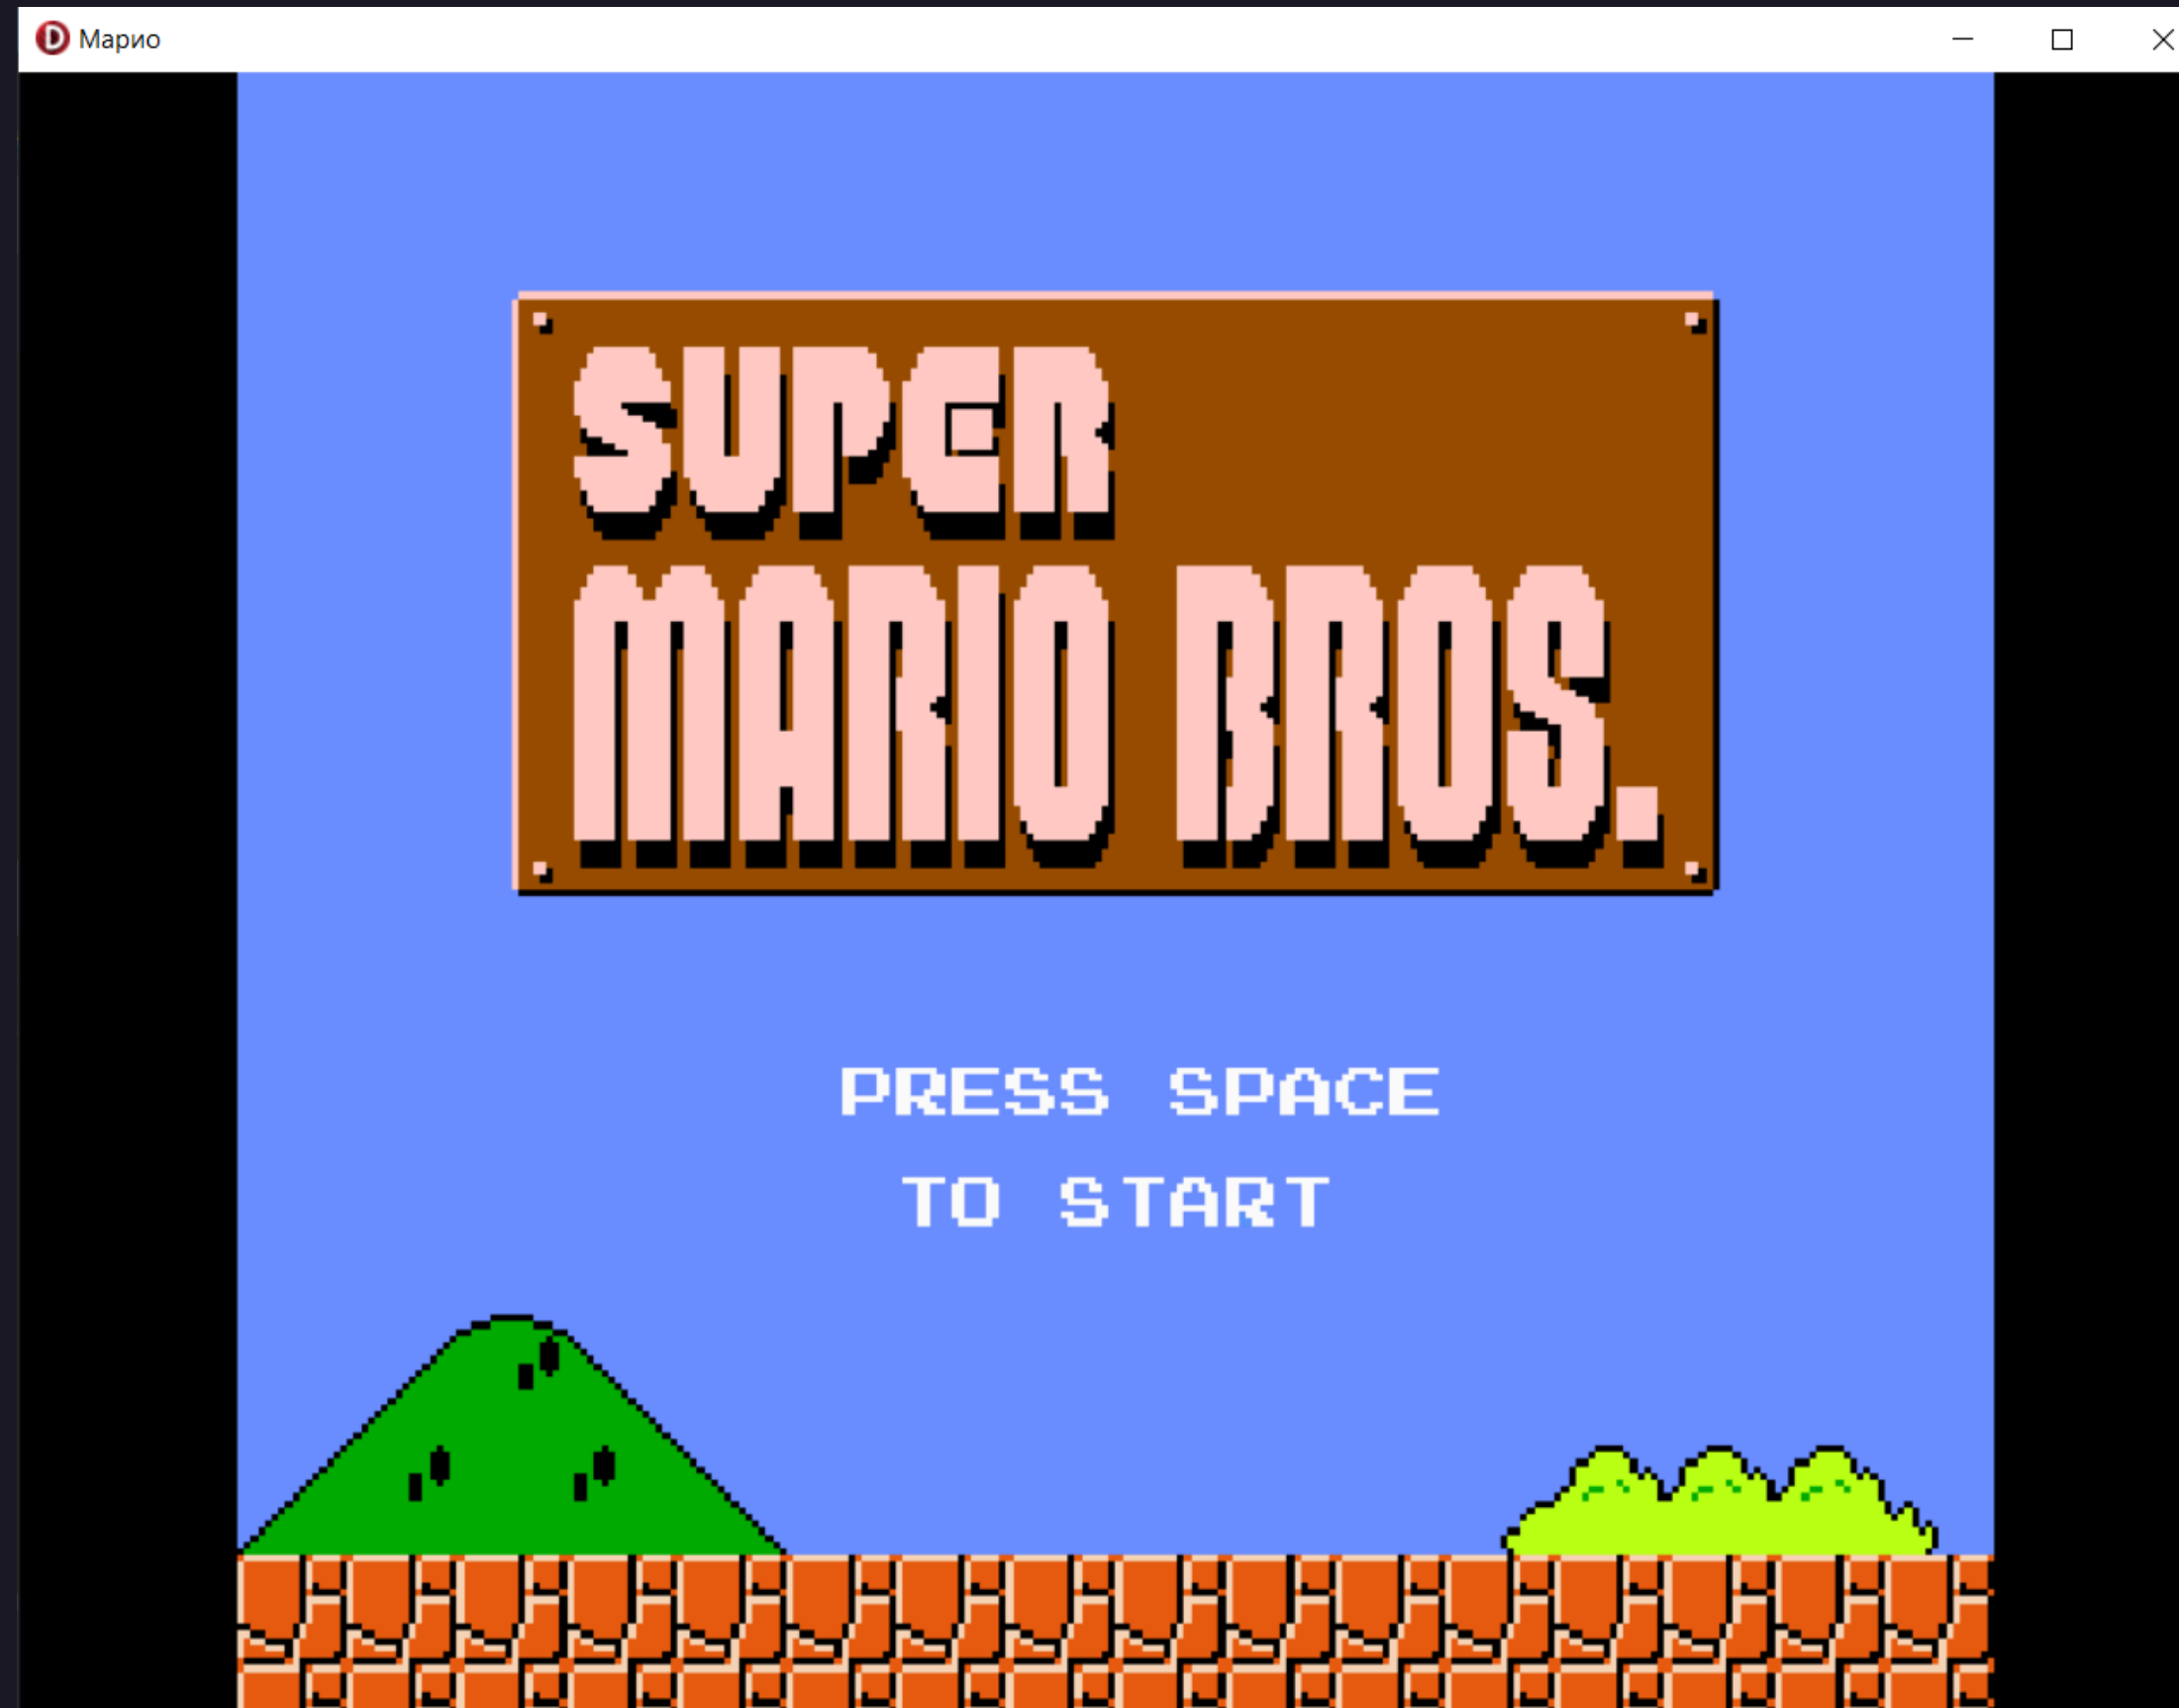 Марио
SUPER
MARIO BROS.
PRESS SPACE
TO START